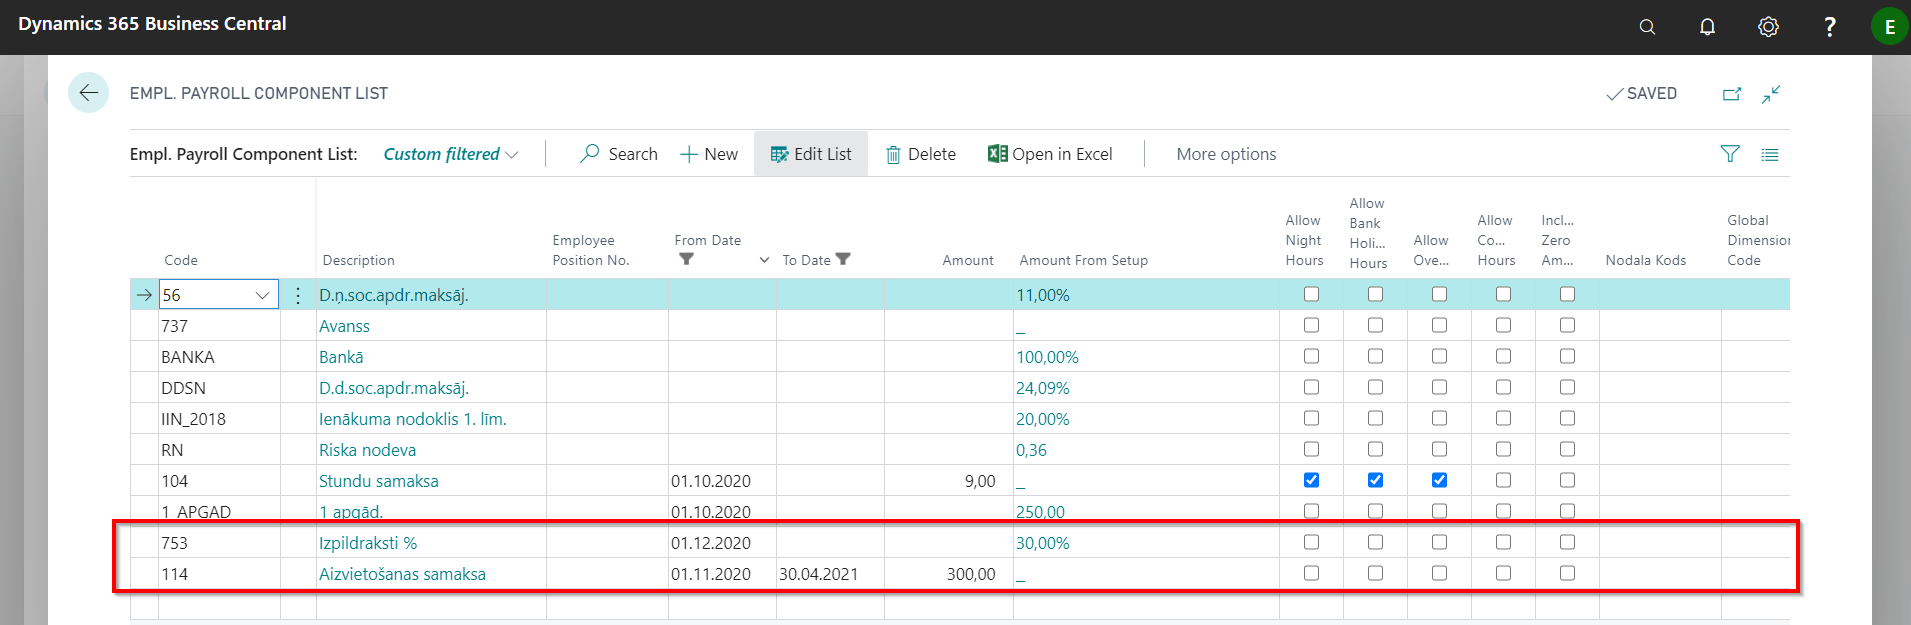 Dynamics 365 Business Central
?
E
EMPL. PAYROLL COMPONENT LIST
SAVED
Empl. Payroll Component List: Custom filtered Search New Edit List Delete Open in Excel More options
Code Description Employee Position No. From Date To Date Amount Amount From Setup Allow Night Hours Allow Bank Holi... Hours Allow Ove... Allow Co... Hours Incl... Zero Am... Nodala Kods Global Dimension Code
56 D.ņ.soc.apdr.maksāj. 11,00%
737 Avanss _
BANKA Bankā 100,00%
DDSN D.d.soc.apdr.maksāj. 24,09%
IIN_2018 Ienākuma nodoklis 1. līm. 20,00%
RN Riska nodeva 0,36
104 Stundu samaksa 01.10.2020 9,00 _
1_APGAD 1 apgād. 01.10.2020 250,00
753 Izpildraksti % 01.12.2020 30,00%
114 Aizvietošanas samaksa 01.11.2020 30.04.2021 300,00 _